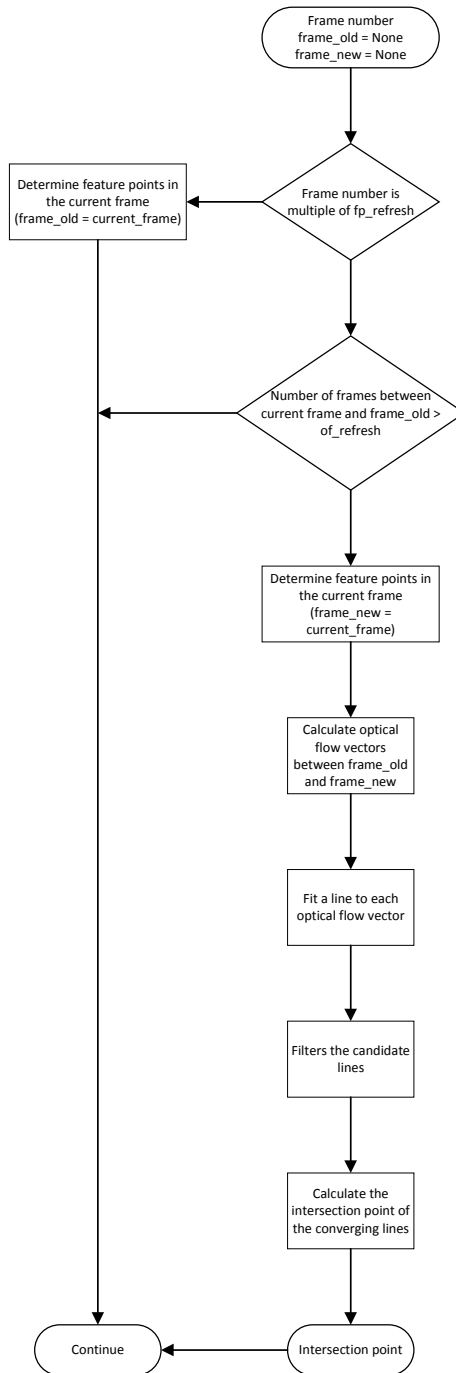 Frame number
frame_old = None
frame_new = None
Determine feature points in
the current frame
(frame_old = current_frame)
Frame number is
multiple of fp_refresh
Number of frames between
current frame and frame_old >
of_refresh
Determine feature points in
the current frame
(frame_new =
current_frame)
Calculate optical
flow vectors
between frame_old
and frame_new
Fit a line to each
optical flow vector
Filters the candidate
lines
Calculate the
intersection point of
the converging lines
Continue
Intersection point